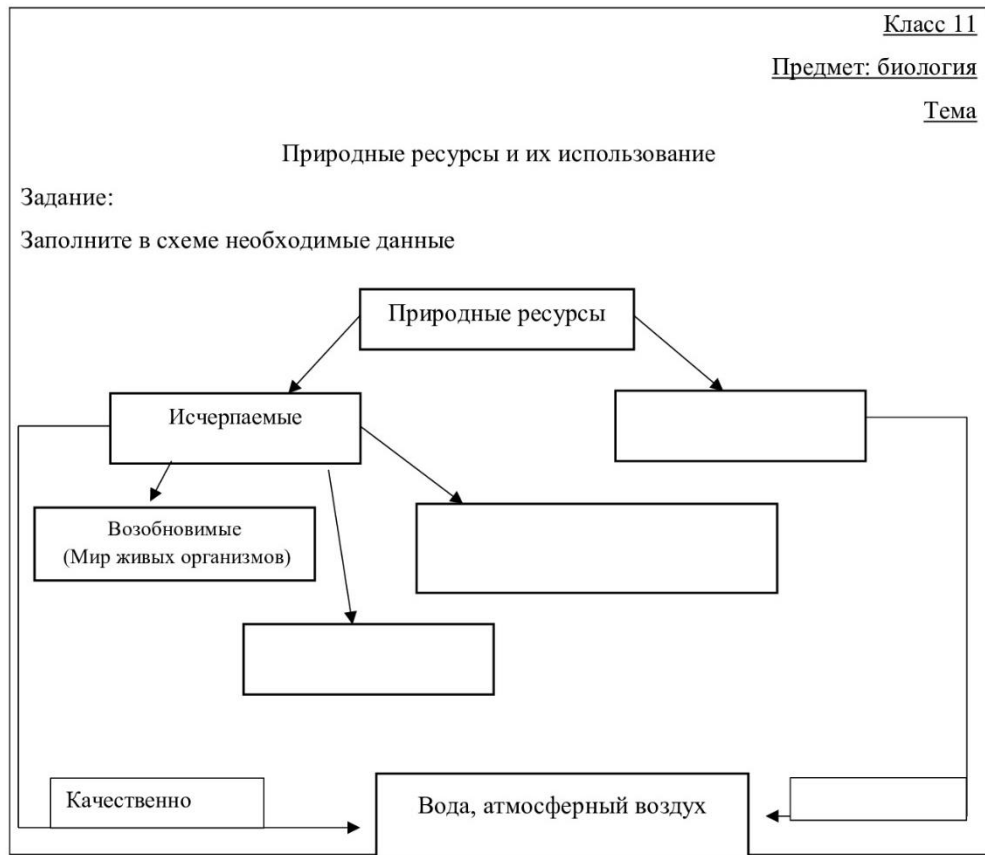 Класс 11
Предмет: биология
Тема
Природные ресурсы и их использование
Задание:
Заполните в схеме необходимые данные
Природные ресурсы
Исчерпаемые
Возобновимые
(Мир живых организмов)
Качественно
Вода, атмосферный воздух